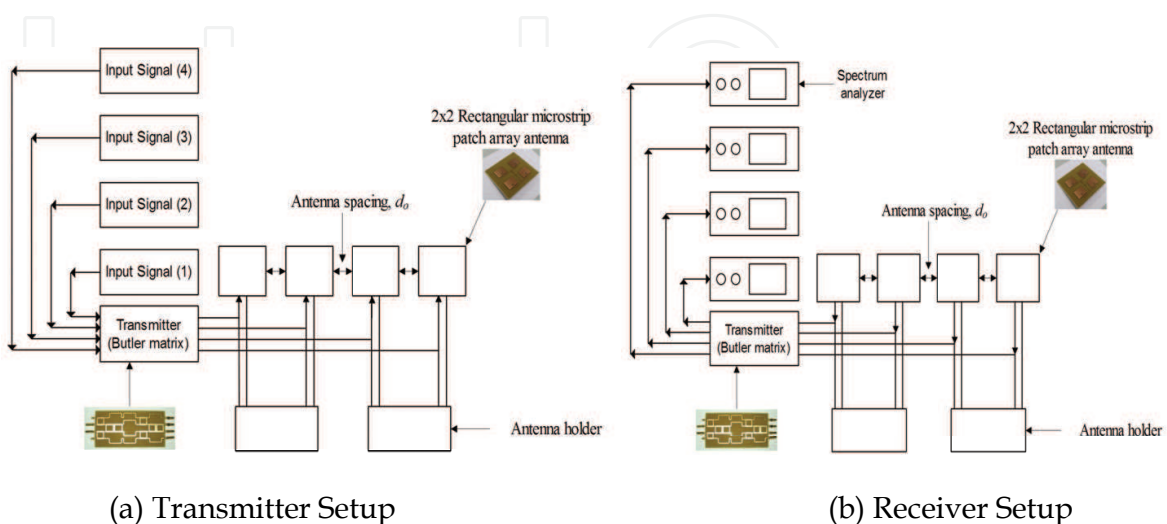 Input Signal (4)
Input Signal (3)
Input Signal (2)
Input Signal (1)
Transmitter
(Butler matrix)
Antenna spacing, dₒ
2x2 Rectangular microstrip
patch array antenna
Antenna holder
(a) Transmitter Setup
Spectrum
analyzer
2x2 Rectangular microstrip
patch array antenna
Antenna spacing, dₒ
Transmitter
(Butler matrix)
Antenna holder
(b) Receiver Setup